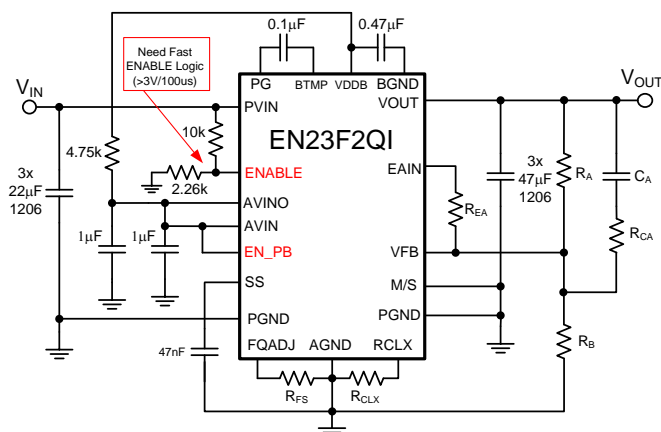 0.1µF
0.47µF
Need Fast
ENABLE Logic
(>3V/100us)
PG
BTMP
VDDB
BGND
VIN
PVIN
VOUT
VOUT
EN23F2QI
10k
4.75k
3x
22µF
1206
ENABLE
2.26k
EAIN
3x
47µF
1206
RA
CA
REA
RCA
AVINO
AVIN
1µF
1µF
EN_PB
VFB
SS
M/S
PGND
PGND
RB
47nF
FQADJ
AGND
RCLX
RFS
RCLX